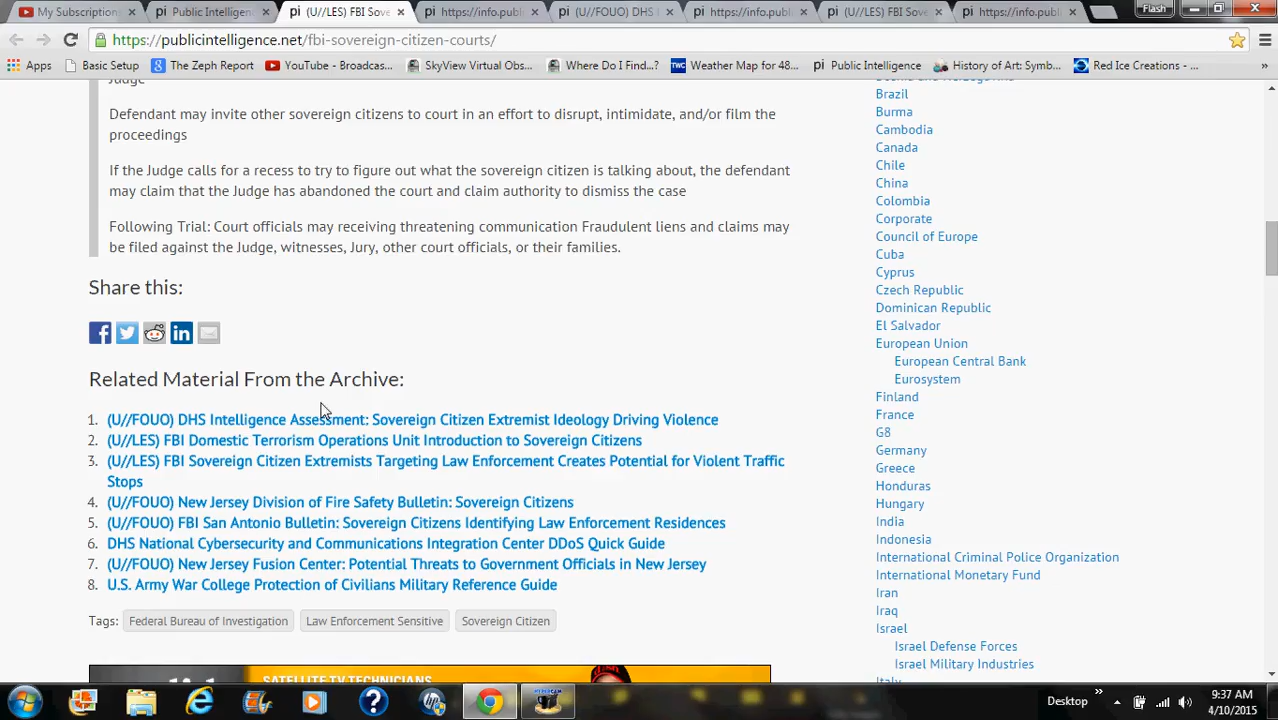 My Subscription
Public Intelligen
(U//LES) FBI Sove
https://info.publ
(U//FOUO) DHS I
https://info.publ
(U//LES) FBI Sov
https://info.publ
Flash
https://publicintelligence.net/fbi-sovereign-citizen-courts/
Apps
Basic Setup
The Zeph Report
YouTube - Broadcas...
SkyView Virtual Obs...
Where Do I Find...?
Weather Map for 48...
Public Intelligence
History of Art: Symb...
Red Ice Creations - ...
Judge
Defendant may invite other sovereign citizens to court in an effort to disrupt, intimidate, and/or film the
proceedings
If the Judge calls for a recess to try to figure out what the sovereign citizen is talking about, the defendant
may claim that the Judge has abandoned the court and claim authority to dismiss the case
Following Trial: Court officials may receiving threatening communication Fraudulent liens and claims may
be filed against the Judge, witnesses, Jury, other court officials, or their families.
Share this:
Related Material From the Archive:
1. (U//FOUO) DHS Intelligence Assessment: Sovereign Citizen Extremist Ideology Driving Violence
2. (U//LES) FBI Domestic Terrorism Operations Unit Introduction to Sovereign Citizens
3. (U//LES) FBI Sovereign Citizen Extremists Targeting Law Enforcement Creates Potential for Violent Traffic
Stops
4. (U//FOUO) New Jersey Division of Fire Safety Bulletin: Sovereign Citizens
5. (U//FOUO) FBI San Antonio Bulletin: Sovereign Citizens Identifying Law Enforcement Residences
6. DHS National Cybersecurity and Communications Integration Center DDoS Quick Guide
7. (U//FOUO) New Jersey Fusion Center: Potential Threats to Government Officials in New Jersey
8. U.S. Army War College Protection of Civilians Military Reference Guide
Tags: Federal Bureau of Investigation Law Enforcement Sensitive Sovereign Citizen
SATELLITE TV TECHNICIANS
Bosnia and Herzegovina
Brazil
Burma
Cambodia
Canada
Chile
China
Colombia
Corporate
Council of Europe
Cuba
Cyprus
Czech Republic
Dominican Republic
El Salvador
European Union
European Central Bank
Eurosystem
Finland
France
G8
Germany
Greece
Honduras
Hungary
India
Indonesia
International Criminal Police Organization
International Monetary Fund
Iran
Iraq
Israel
Israel Defense Forces
Israel Military Industries
Italy
Desktop
9:37 AM
4/10/2015